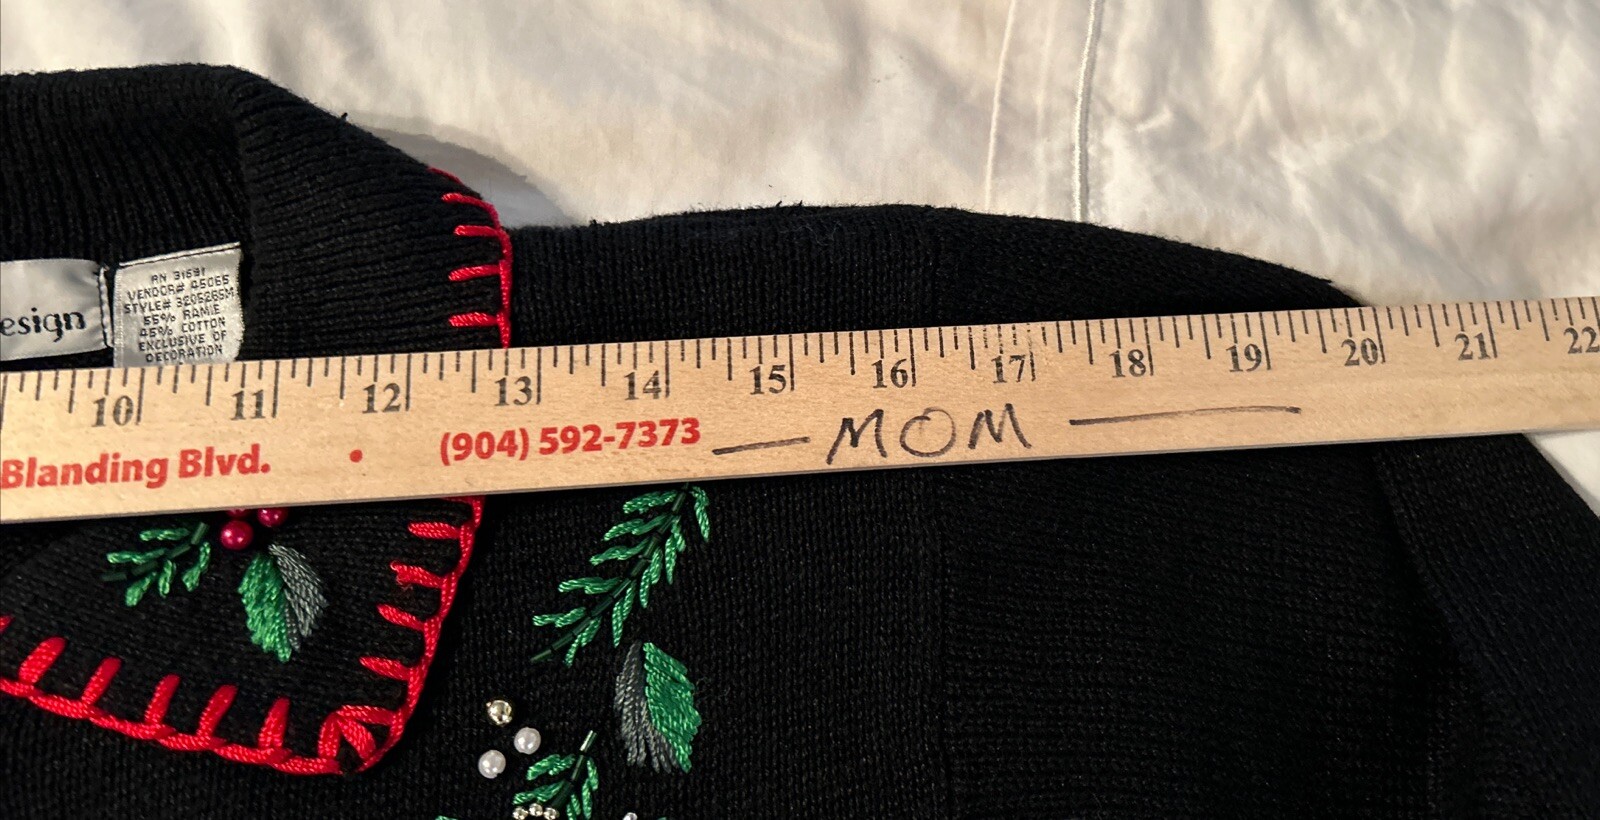 esign
RN 31691
VENDOR# 45065
STYLE# 3205265M
55% RAMIE
45% COTTON
EXCLUSIVE OF
DECORATION
10 11 12 13 14 15 16 17 18 19 20 21 22
Blanding Blvd. • (904) 592-7373 — MOM —